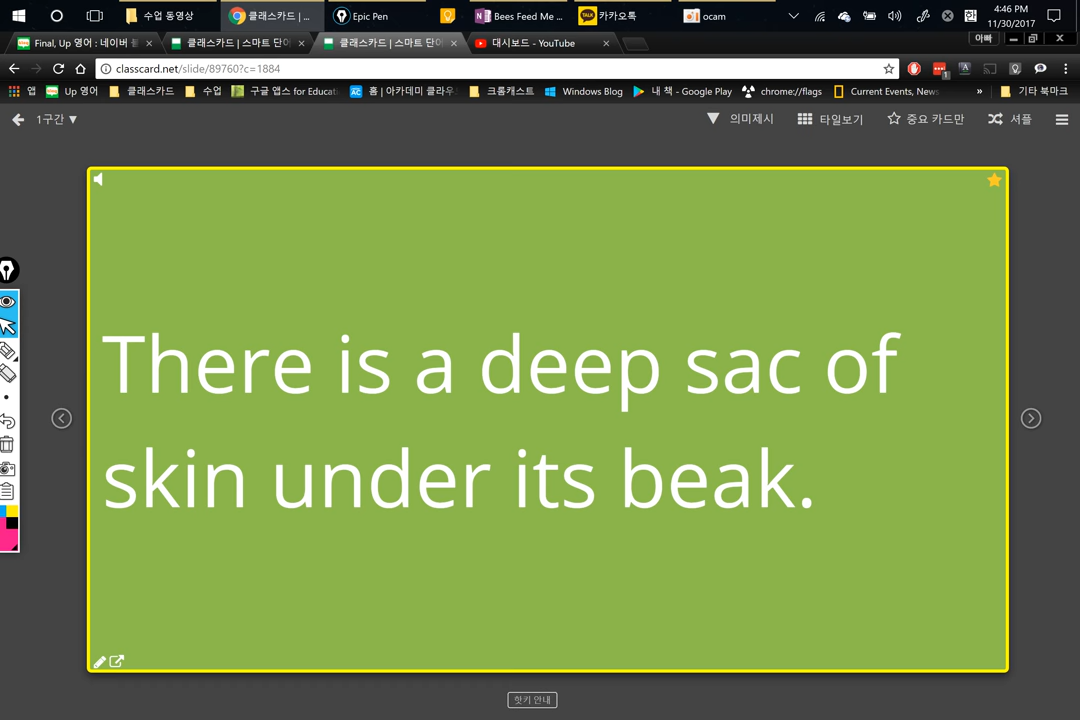 수업 동영상
클래스카드 | ...
Epic Pen
Bees Feed Me ...
TALK 카카오톡
ocam
한
4:46 PM
11/30/2017
Final, Up 영어 : 네이버 블
클래스카드 | 스마트 단어
클래스카드 | 스마트 단어
대시보드 - YouTube
아빠
classcard.net/slide/89760?c=1884
앱
Up 영어
클래스카드
수업
구글 앱스 for Educati
홈 | 아카데미 클라우
크롬캐스트
Windows Blog
내 책 - Google Play
chrome://flags
Current Events, News
»
기타 북마크
1구간 ▼
의미제시
타일보기
중요 카드만
셔플
There is a deep sac of
skin under its beak.
핫키 안내